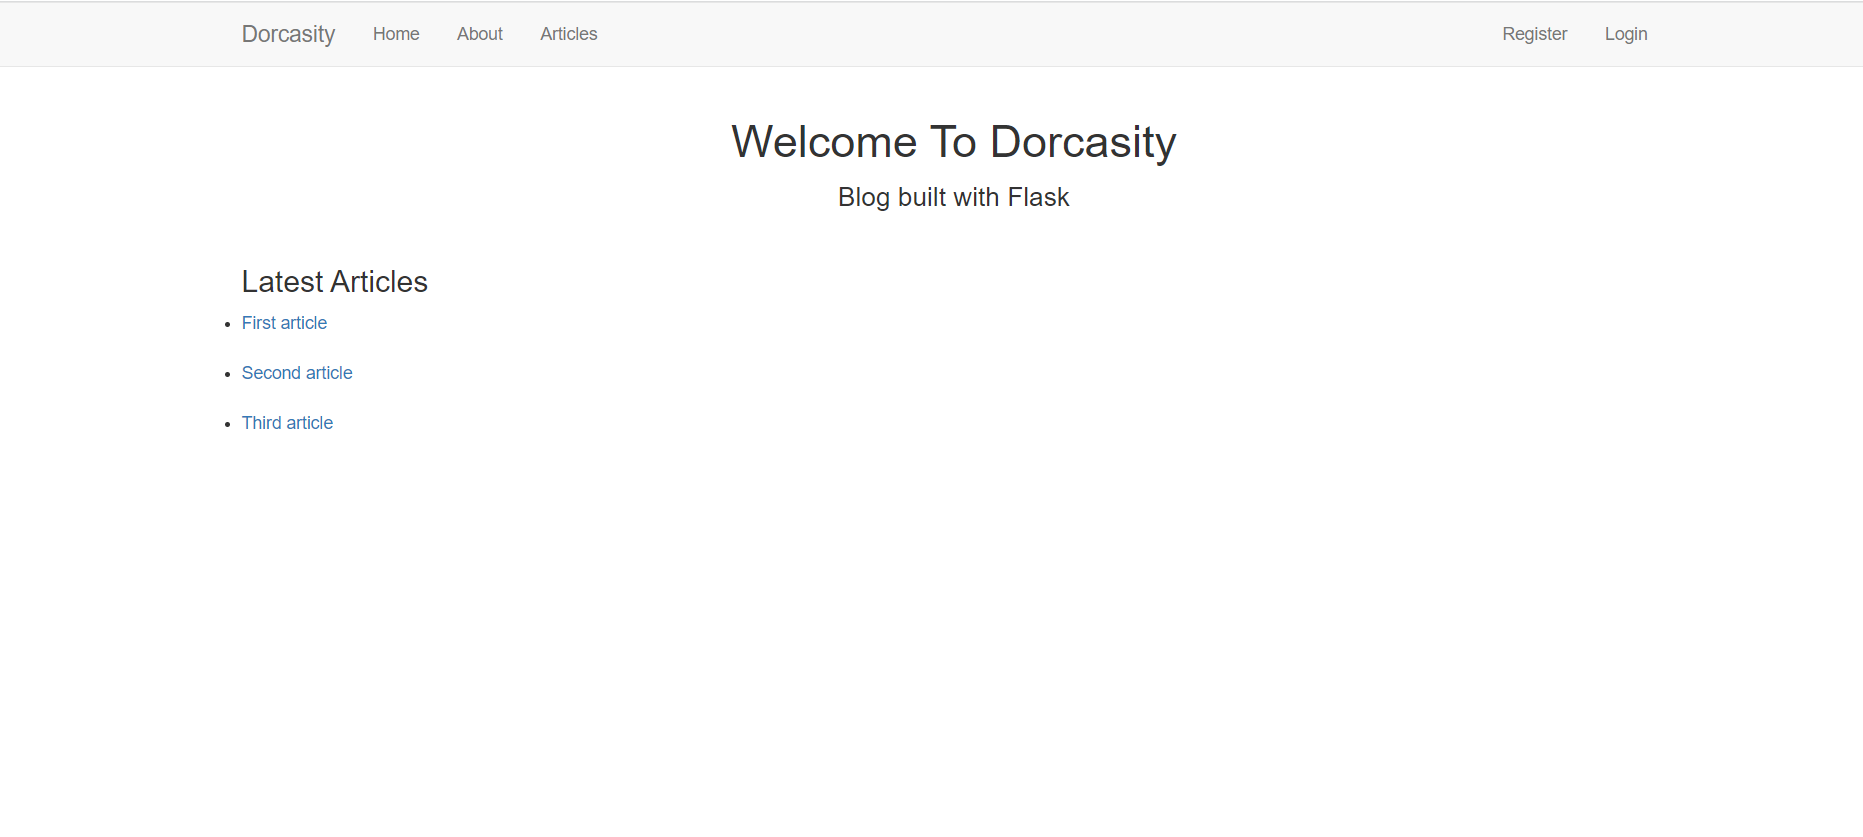 Dorcasity Home About Articles Register Login
Welcome To Dorcasity
Blog built with Flask
Latest Articles
First article
Second article
Third article